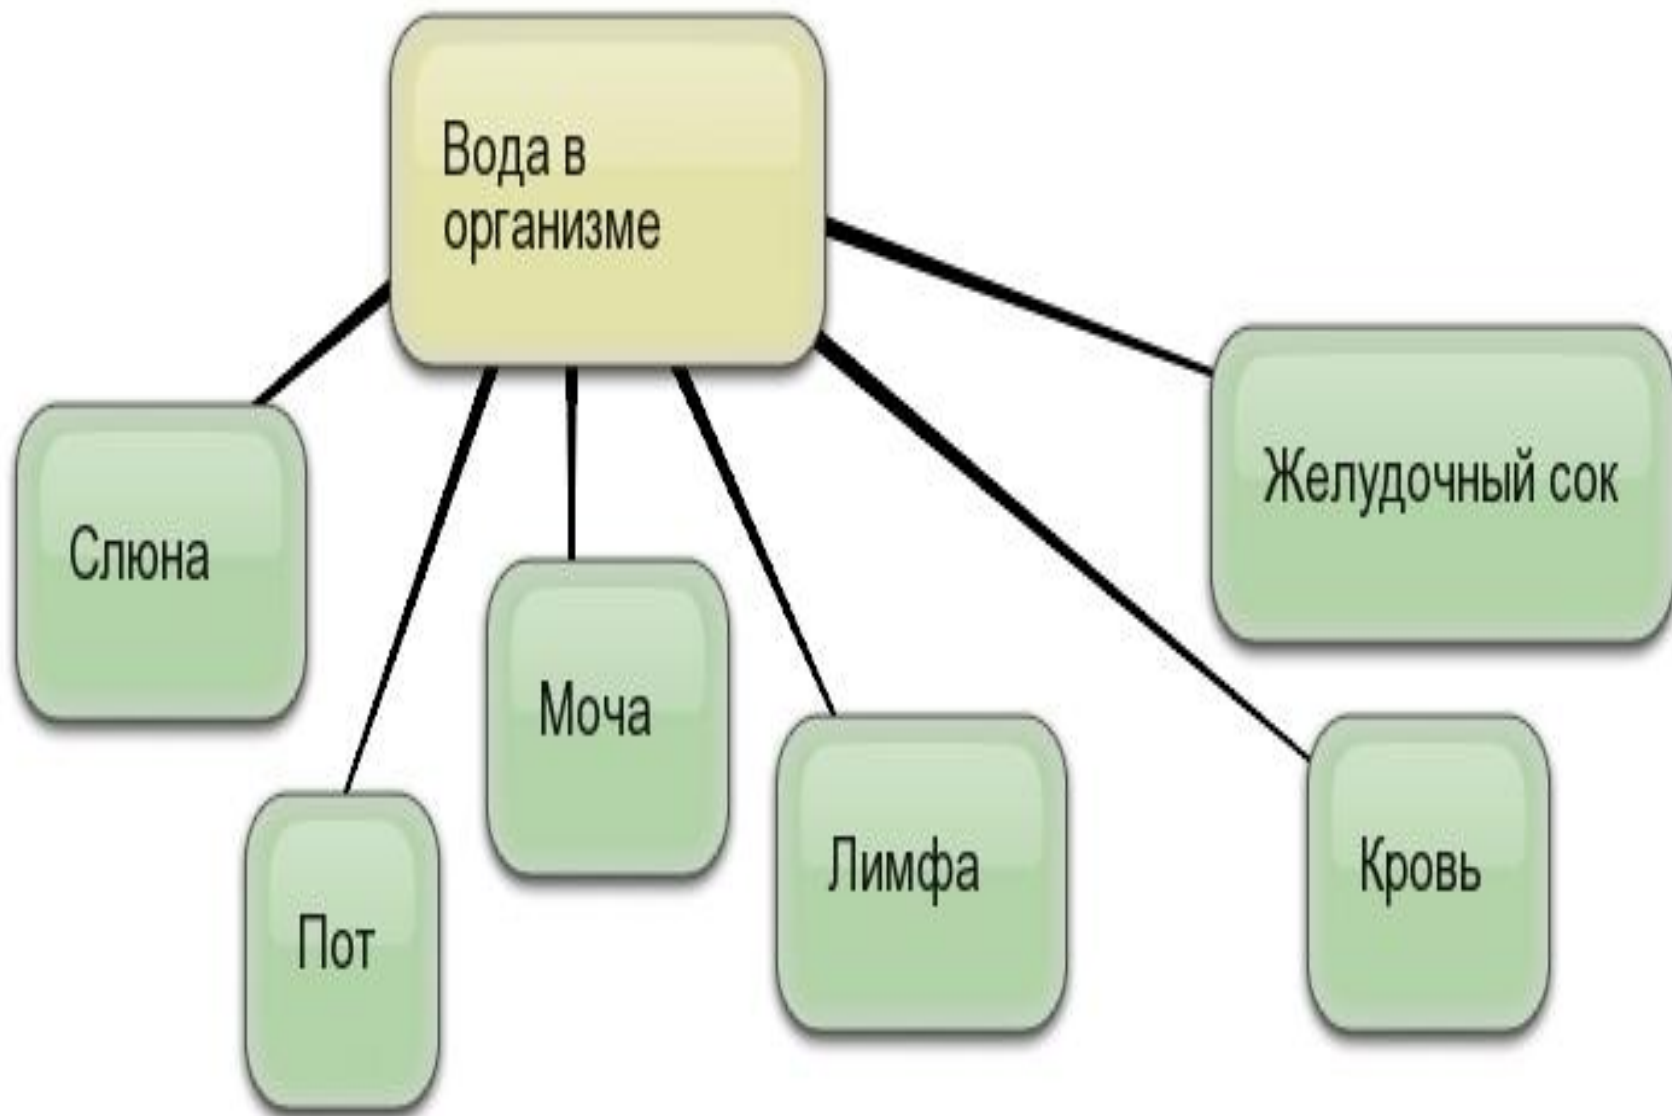 Вода в
организме
Желудочный сок
Слюна
Моча
Лимфа
Кровь
Пот